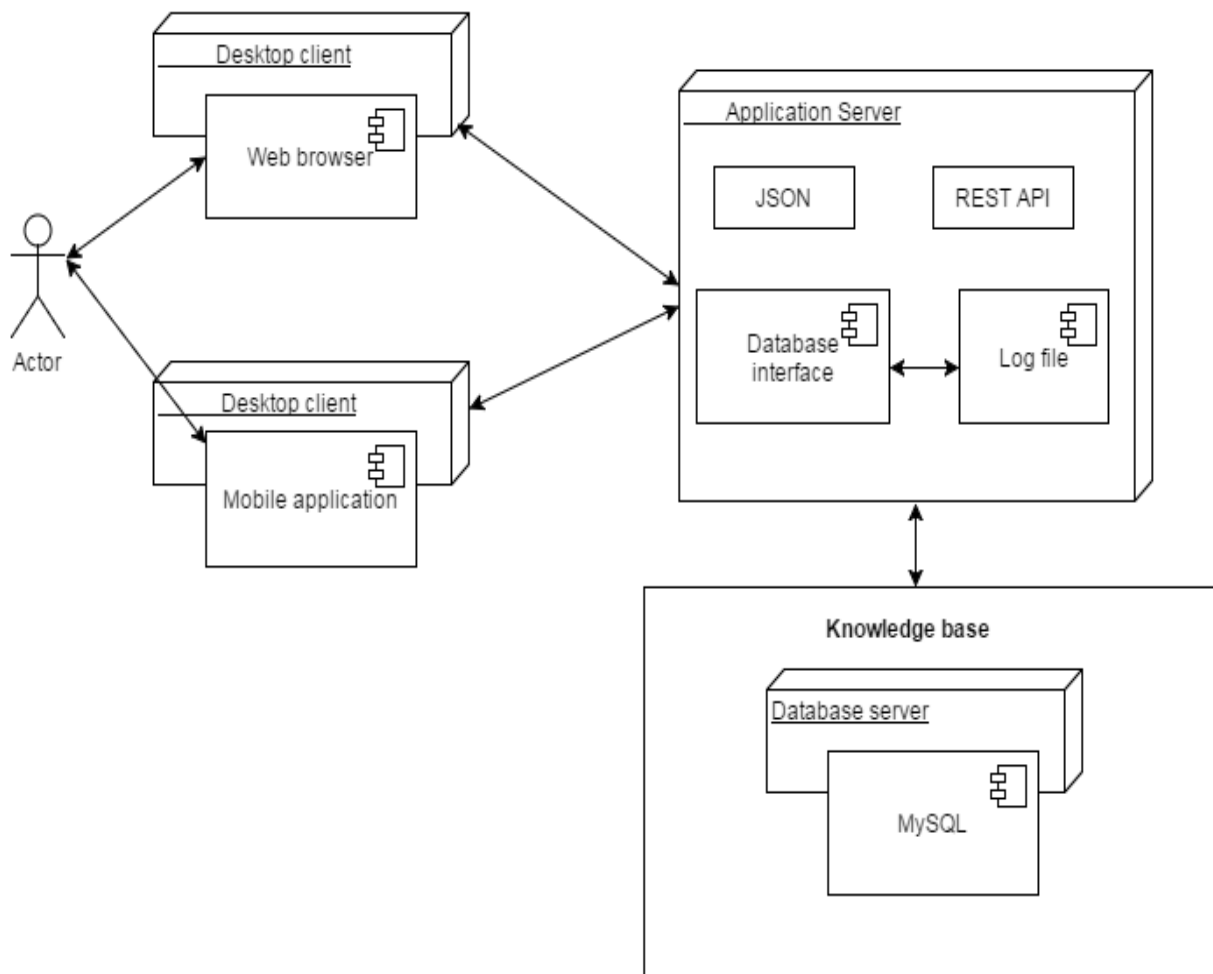 Desktop client
Web browser
Actor
Desktop client
Mobile application
Application Server
JSON
REST API
Database
interface
Log file
Knowledge base
Database server
MySQL